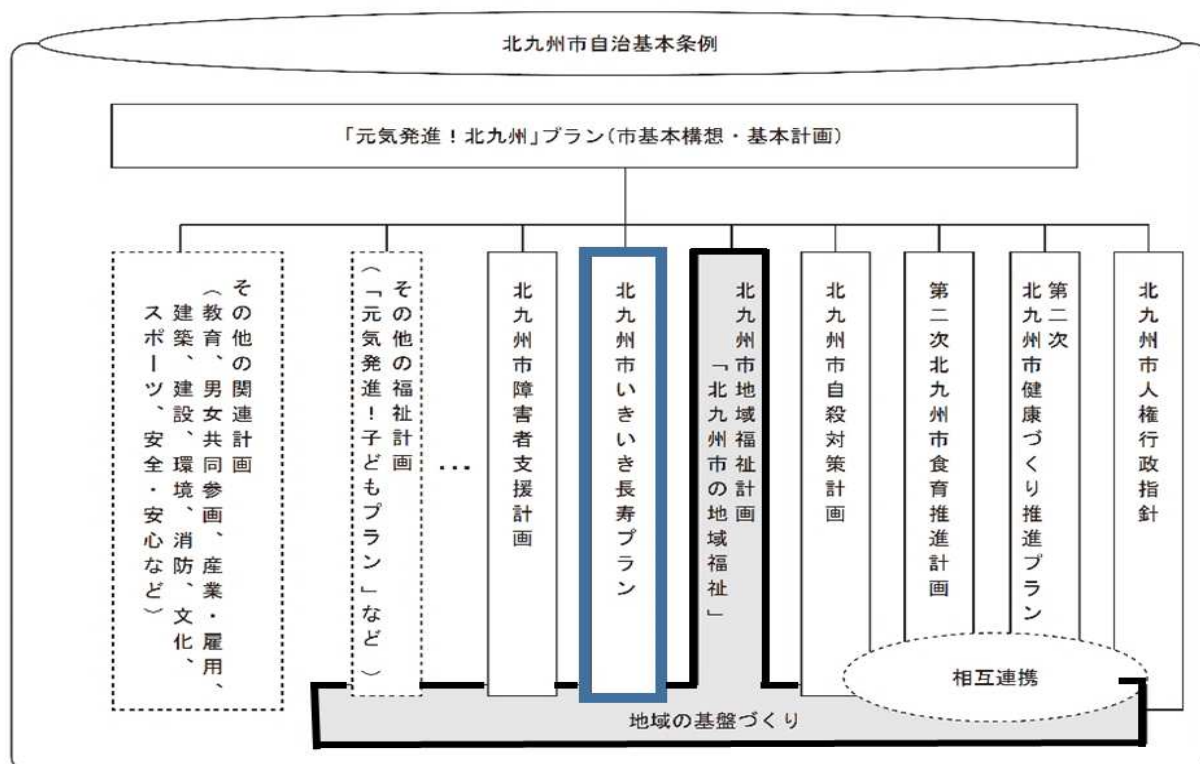 北九州市自治基本条例
「元気発進！北九州」プラン（市基本構想・基本計画）
北九州市人権行政指針
第二次
北九州市健康づくり推進プラン
第二次北九州市食育推進計画
北九州市自殺対策計画
北九州市地域福祉計画
「北九州市の地域福祉」
北九州市いきいき長寿プラン
北九州市障害者支援計画
…
その他の福祉計画
（「元気発進！子どもプラン」など）
その他の関連計画
（教育、男女共同参画、産業・雇用、
建築、建設、環境、消防、文化、
スポーツ、安全・安心など）
相互連携
地域の基盤づくり